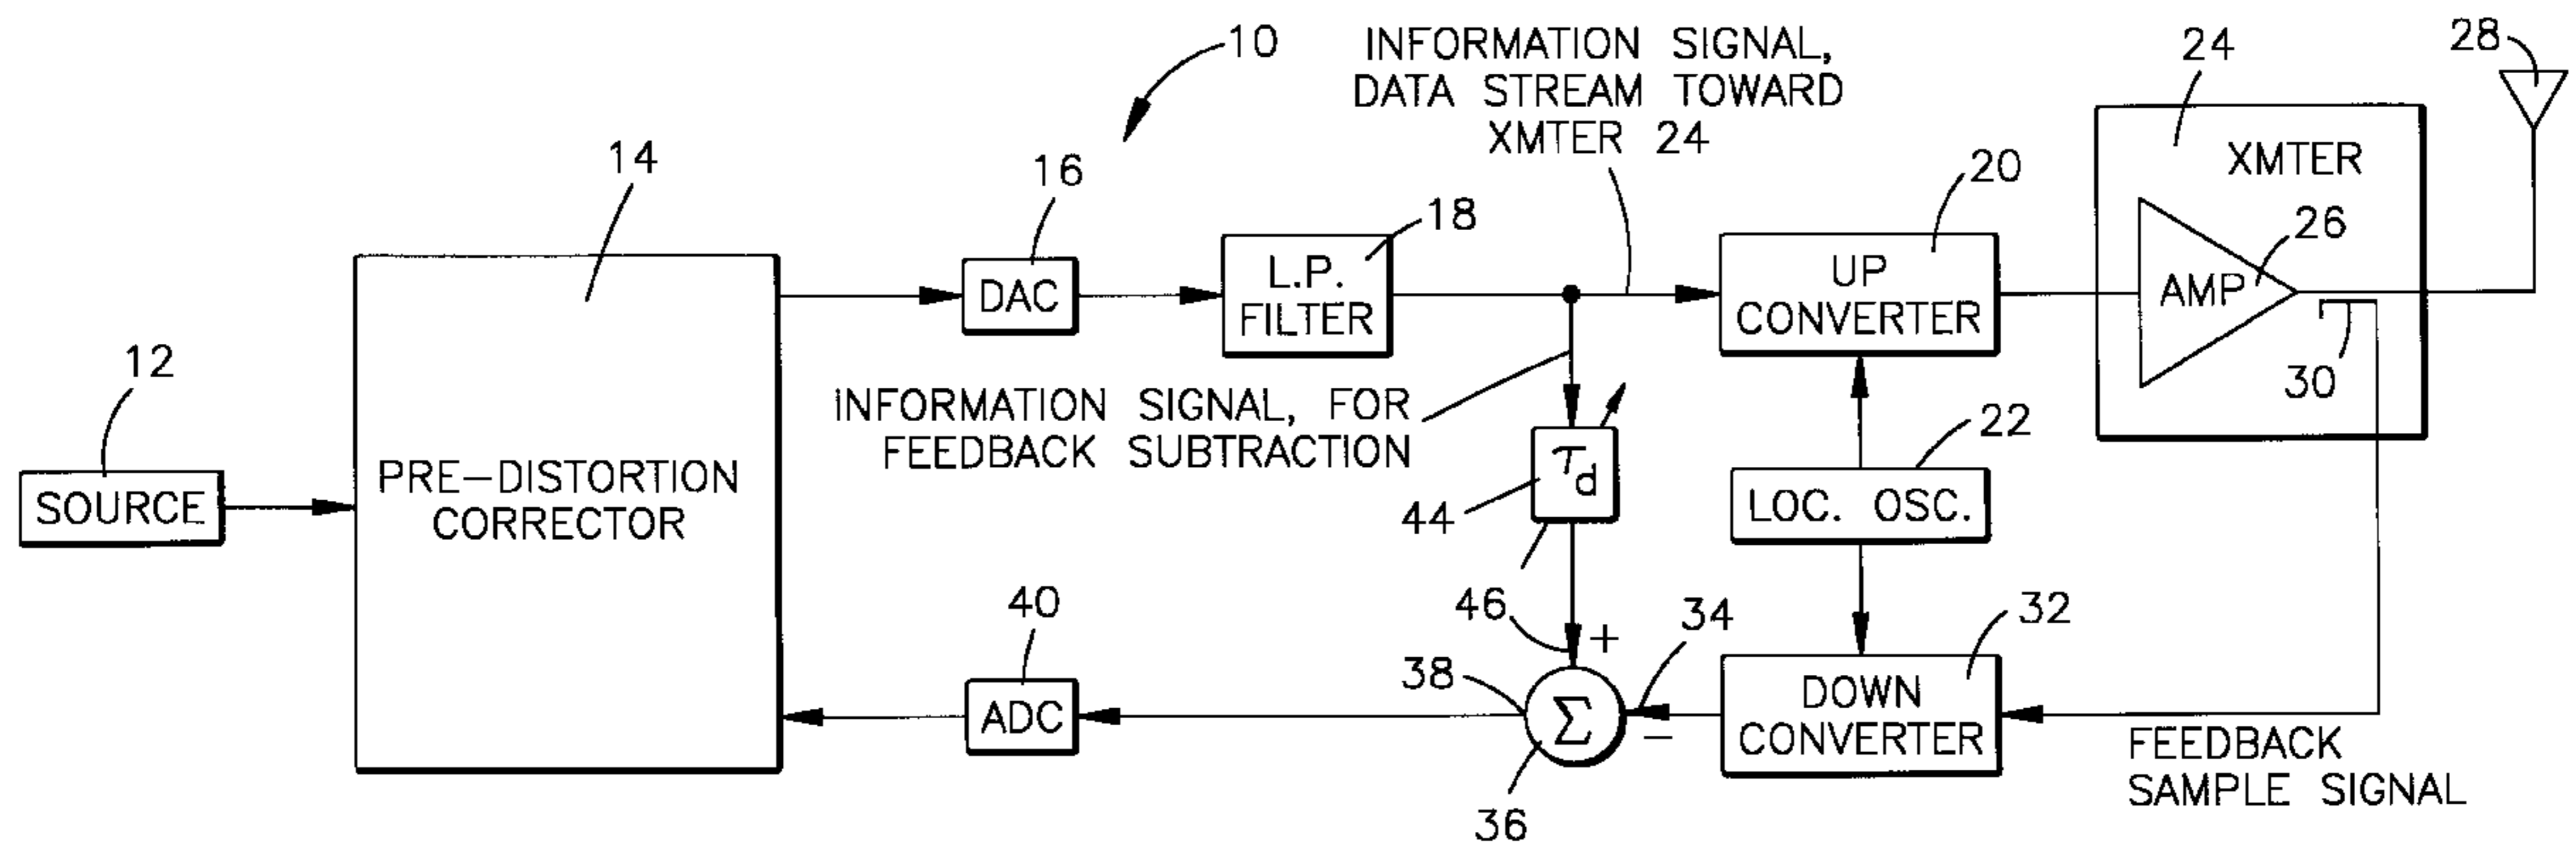 10
INFORMATION SIGNAL,
DATA STREAM TOWARD
XMTER 24
24
28
XMTER
14
16
18
20
26
DAC
L.P.
FILTER
UP
CONVERTER
AMP
30
12
SOURCE
PRE-DISTORTION
CORRECTOR
INFORMATION SIGNAL, FOR
FEEDBACK SUBTRACTION
τd
44
22
LOC. OSC.
40
46
+
34
32
38
ADC
Σ
−
DOWN
CONVERTER
36
FEEDBACK
SAMPLE SIGNAL